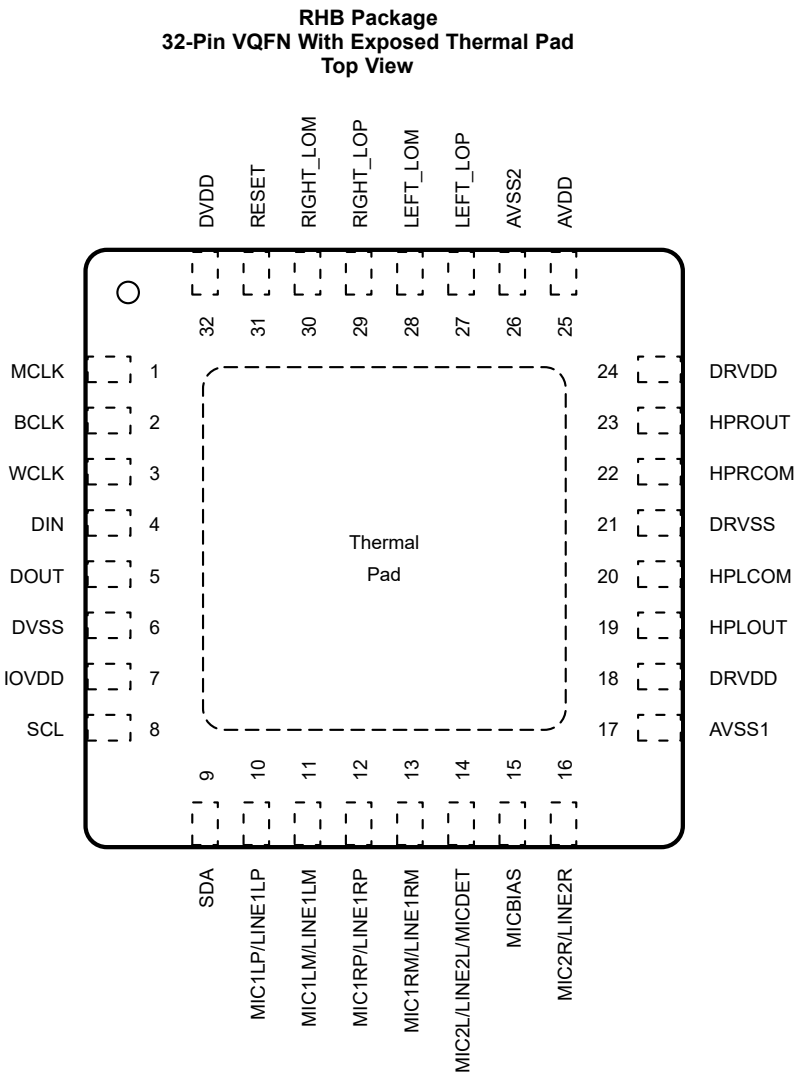 RHB Package
32-Pin VQFN With Exposed Thermal Pad
Top View
DVDD
RESET
RIGHT_LOM
RIGHT_LOP
LEFT_LOM
LEFT_LOP
AVSS2
AVDD
32
31
30
29
28
27
26
25
MCLK 1
BCLK 2
WCLK 3
DIN 4
DOUT 5
DVSS 6
IOVDD 7
SCL 8
24 DRVDD
23 HPROUT
22 HPRCOM
21 DRVSS
20 HPLCOM
19 HPLOUT
18 DRVDD
17 AVSS1
Thermal
Pad
9
10
11
12
13
14
15
16
SDA
MIC1LP/LINE1LP
MIC1LM/LINE1LM
MIC1RP/LINE1RP
MIC1RM/LINE1RM
MIC2L/LINE2L/MICDET
MICBIAS
MIC2R/LINE2R